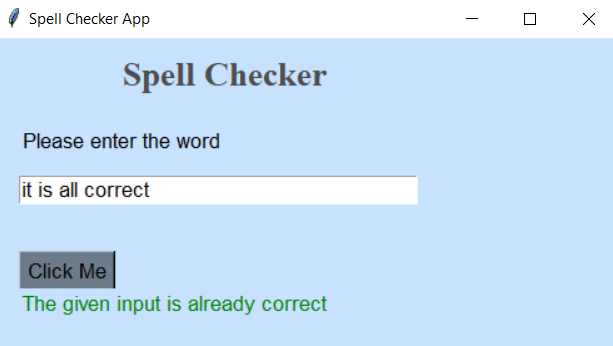 Spell Checker App
Spell Checker
Please enter the word
it is all correct
Click Me
The given input is already correct